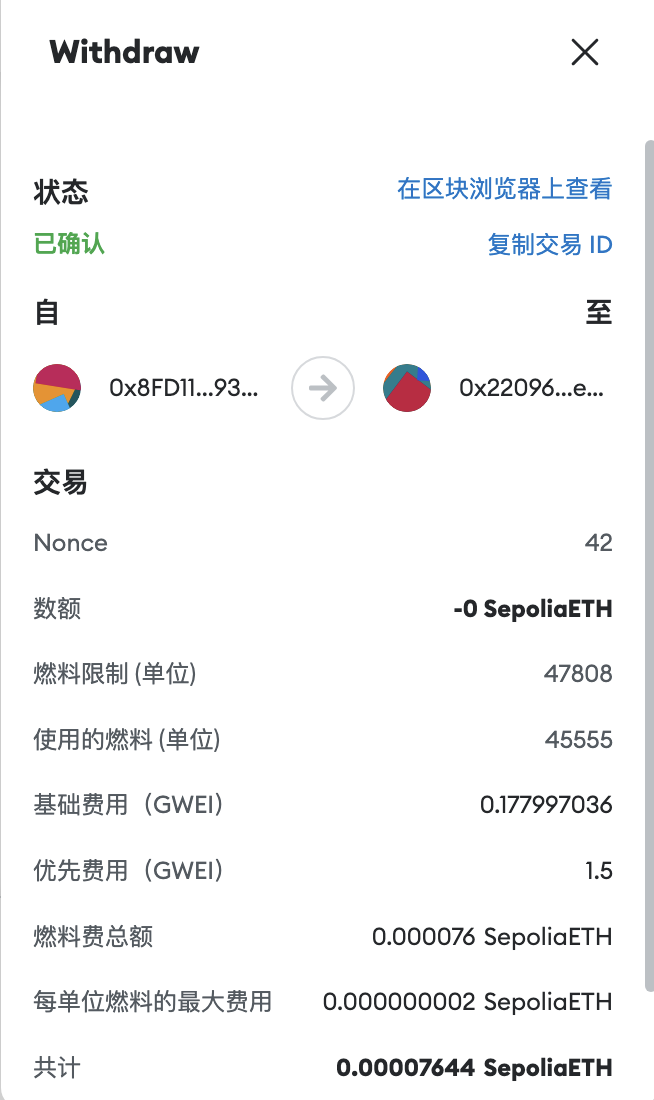 Withdraw
状态 在区块浏览器上查看
已确认 复制交易 ID
自 至
0x8FD11...93... 0x22096...e...
交易
Nonce 42
数额 -0 SepoliaETH
燃料限制 (单位) 47808
使用的燃料 (单位) 45555
基础费用（GWEI） 0.177997036
优先费用（GWEI） 1.5
燃料费总额 0.000076 SepoliaETH
每单位燃料的最大费用 0.000000002 SepoliaETH
共计 0.00007644 SepoliaETH